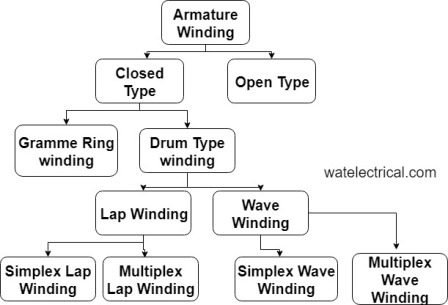 Armature
Winding
Closed
Type
Open Type
Gramme Ring
winding
Drum Type
winding
watelectrical.com
Lap Winding
Wave
Winding
Simplex Lap
Winding
Multiplex
Lap Winding
Simplex Wave
Winding
Multiplex
Wave
Winding